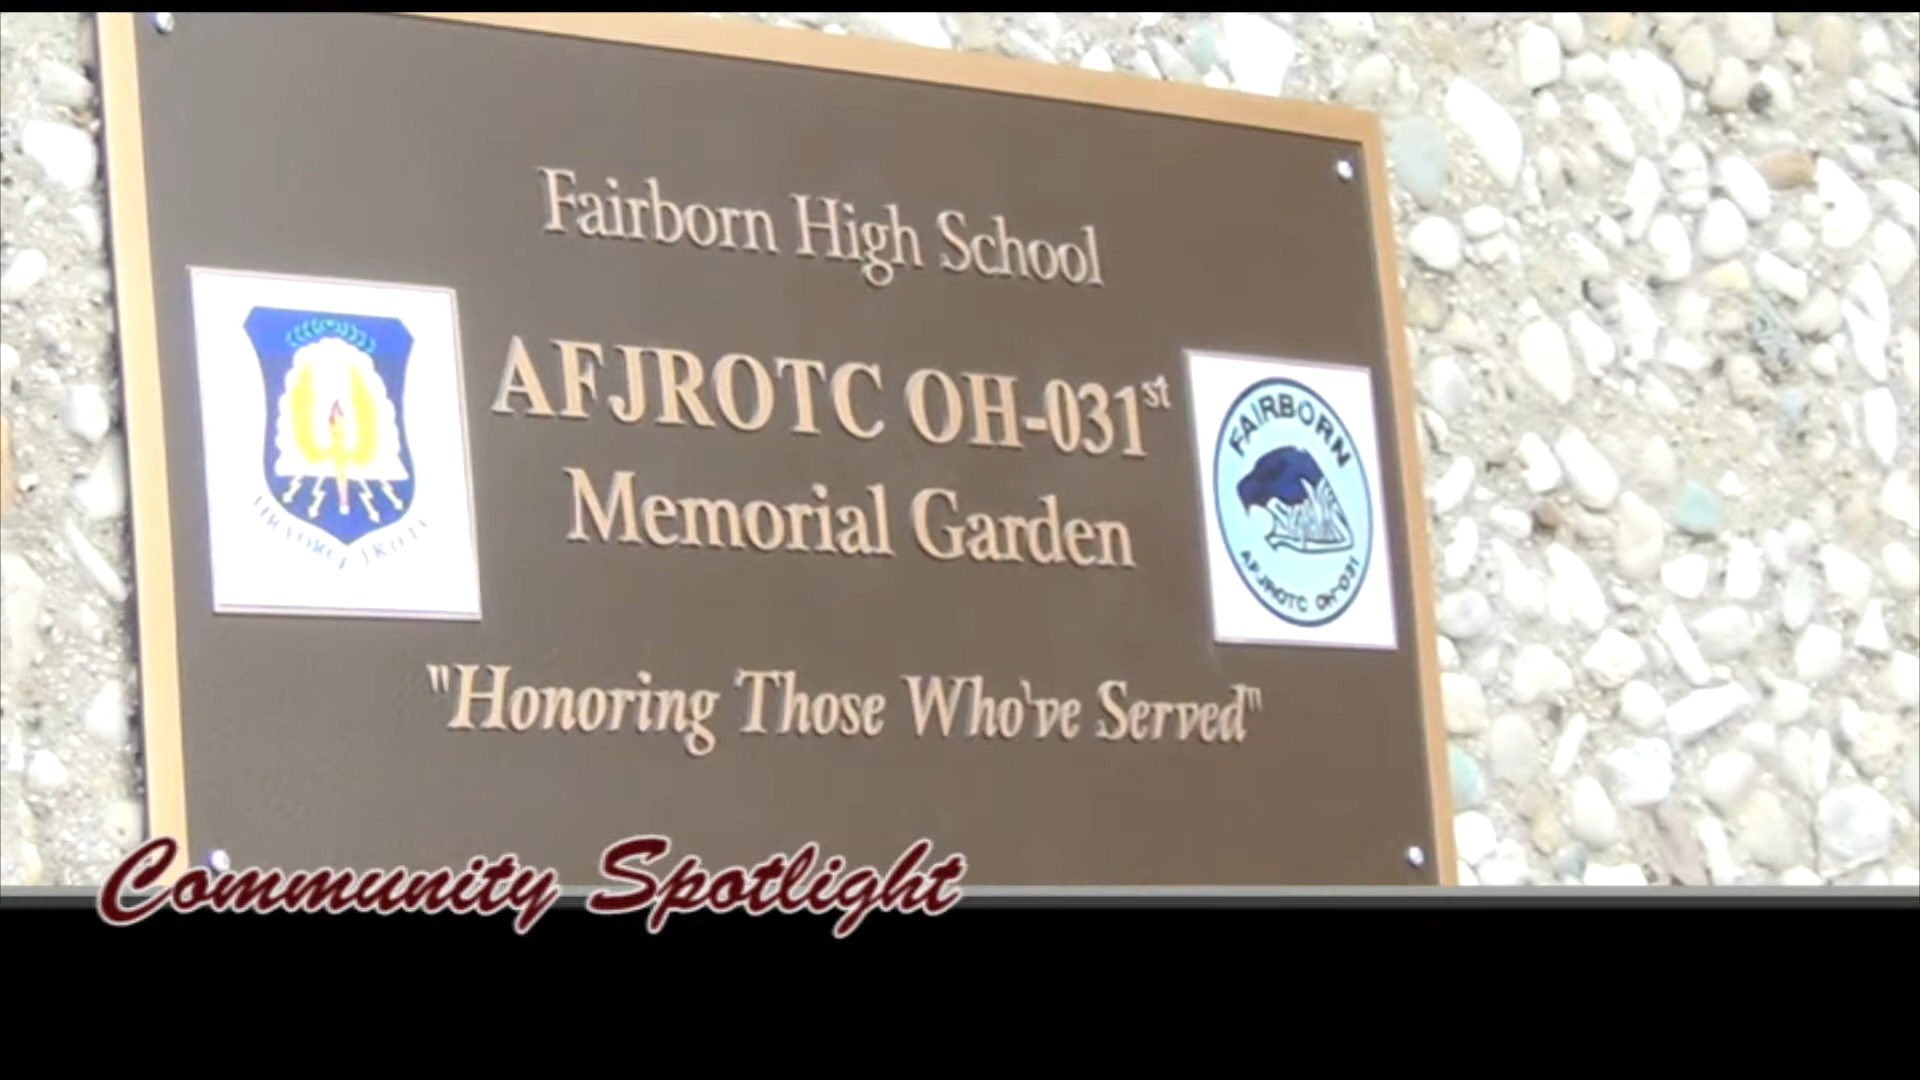 Fairborn High School
AFJROTC OH-031st
Memorial Garden
"Honoring Those Who've Served"
FAIRBORN
AFJROTC OH-031
Community Spotlight